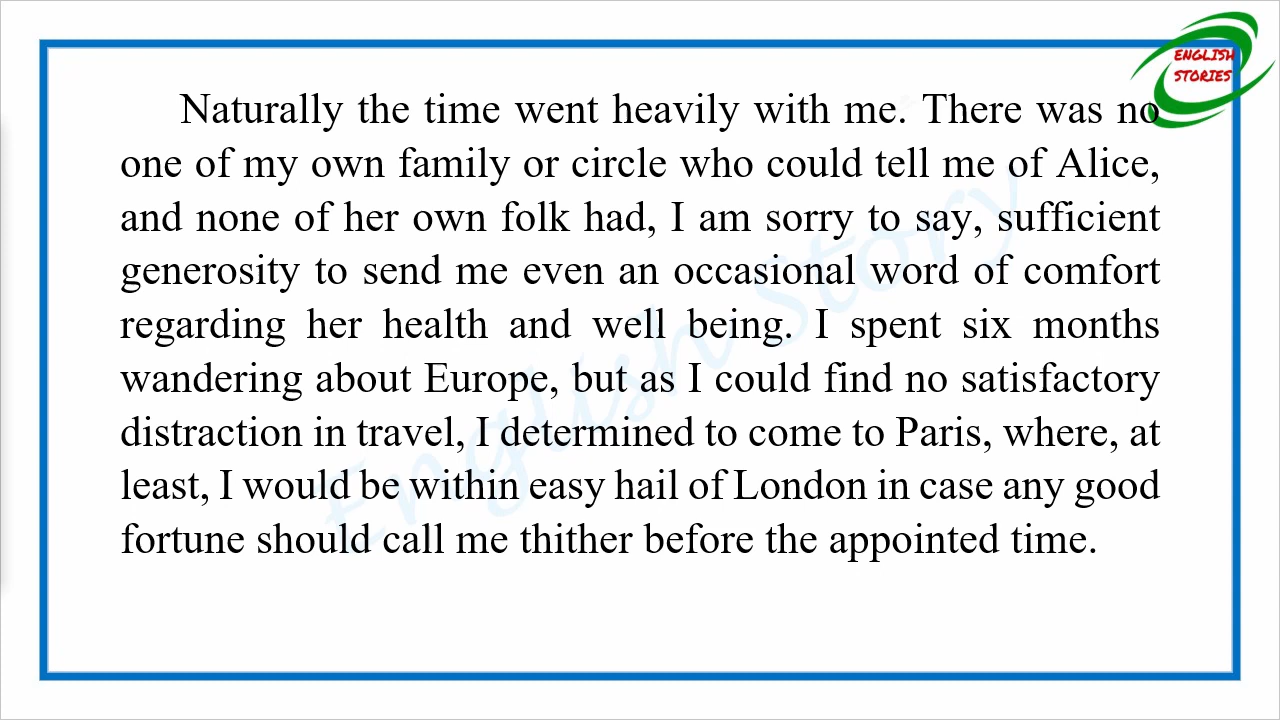 ENGLISH
STORIES
Naturally the time went heavily with me. There was no
one of my own family or circle who could tell me of Alice,
and none of her own folk had, I am sorry to say, sufficient
generosity to send me even an occasional word of comfort
regarding her health and well being. I spent six months
wandering about Europe, but as I could find no satisfactory
distraction in travel, I determined to come to Paris, where, at
least, I would be within easy hail of London in case any good
fortune should call me thither before the appointed time.
English Story